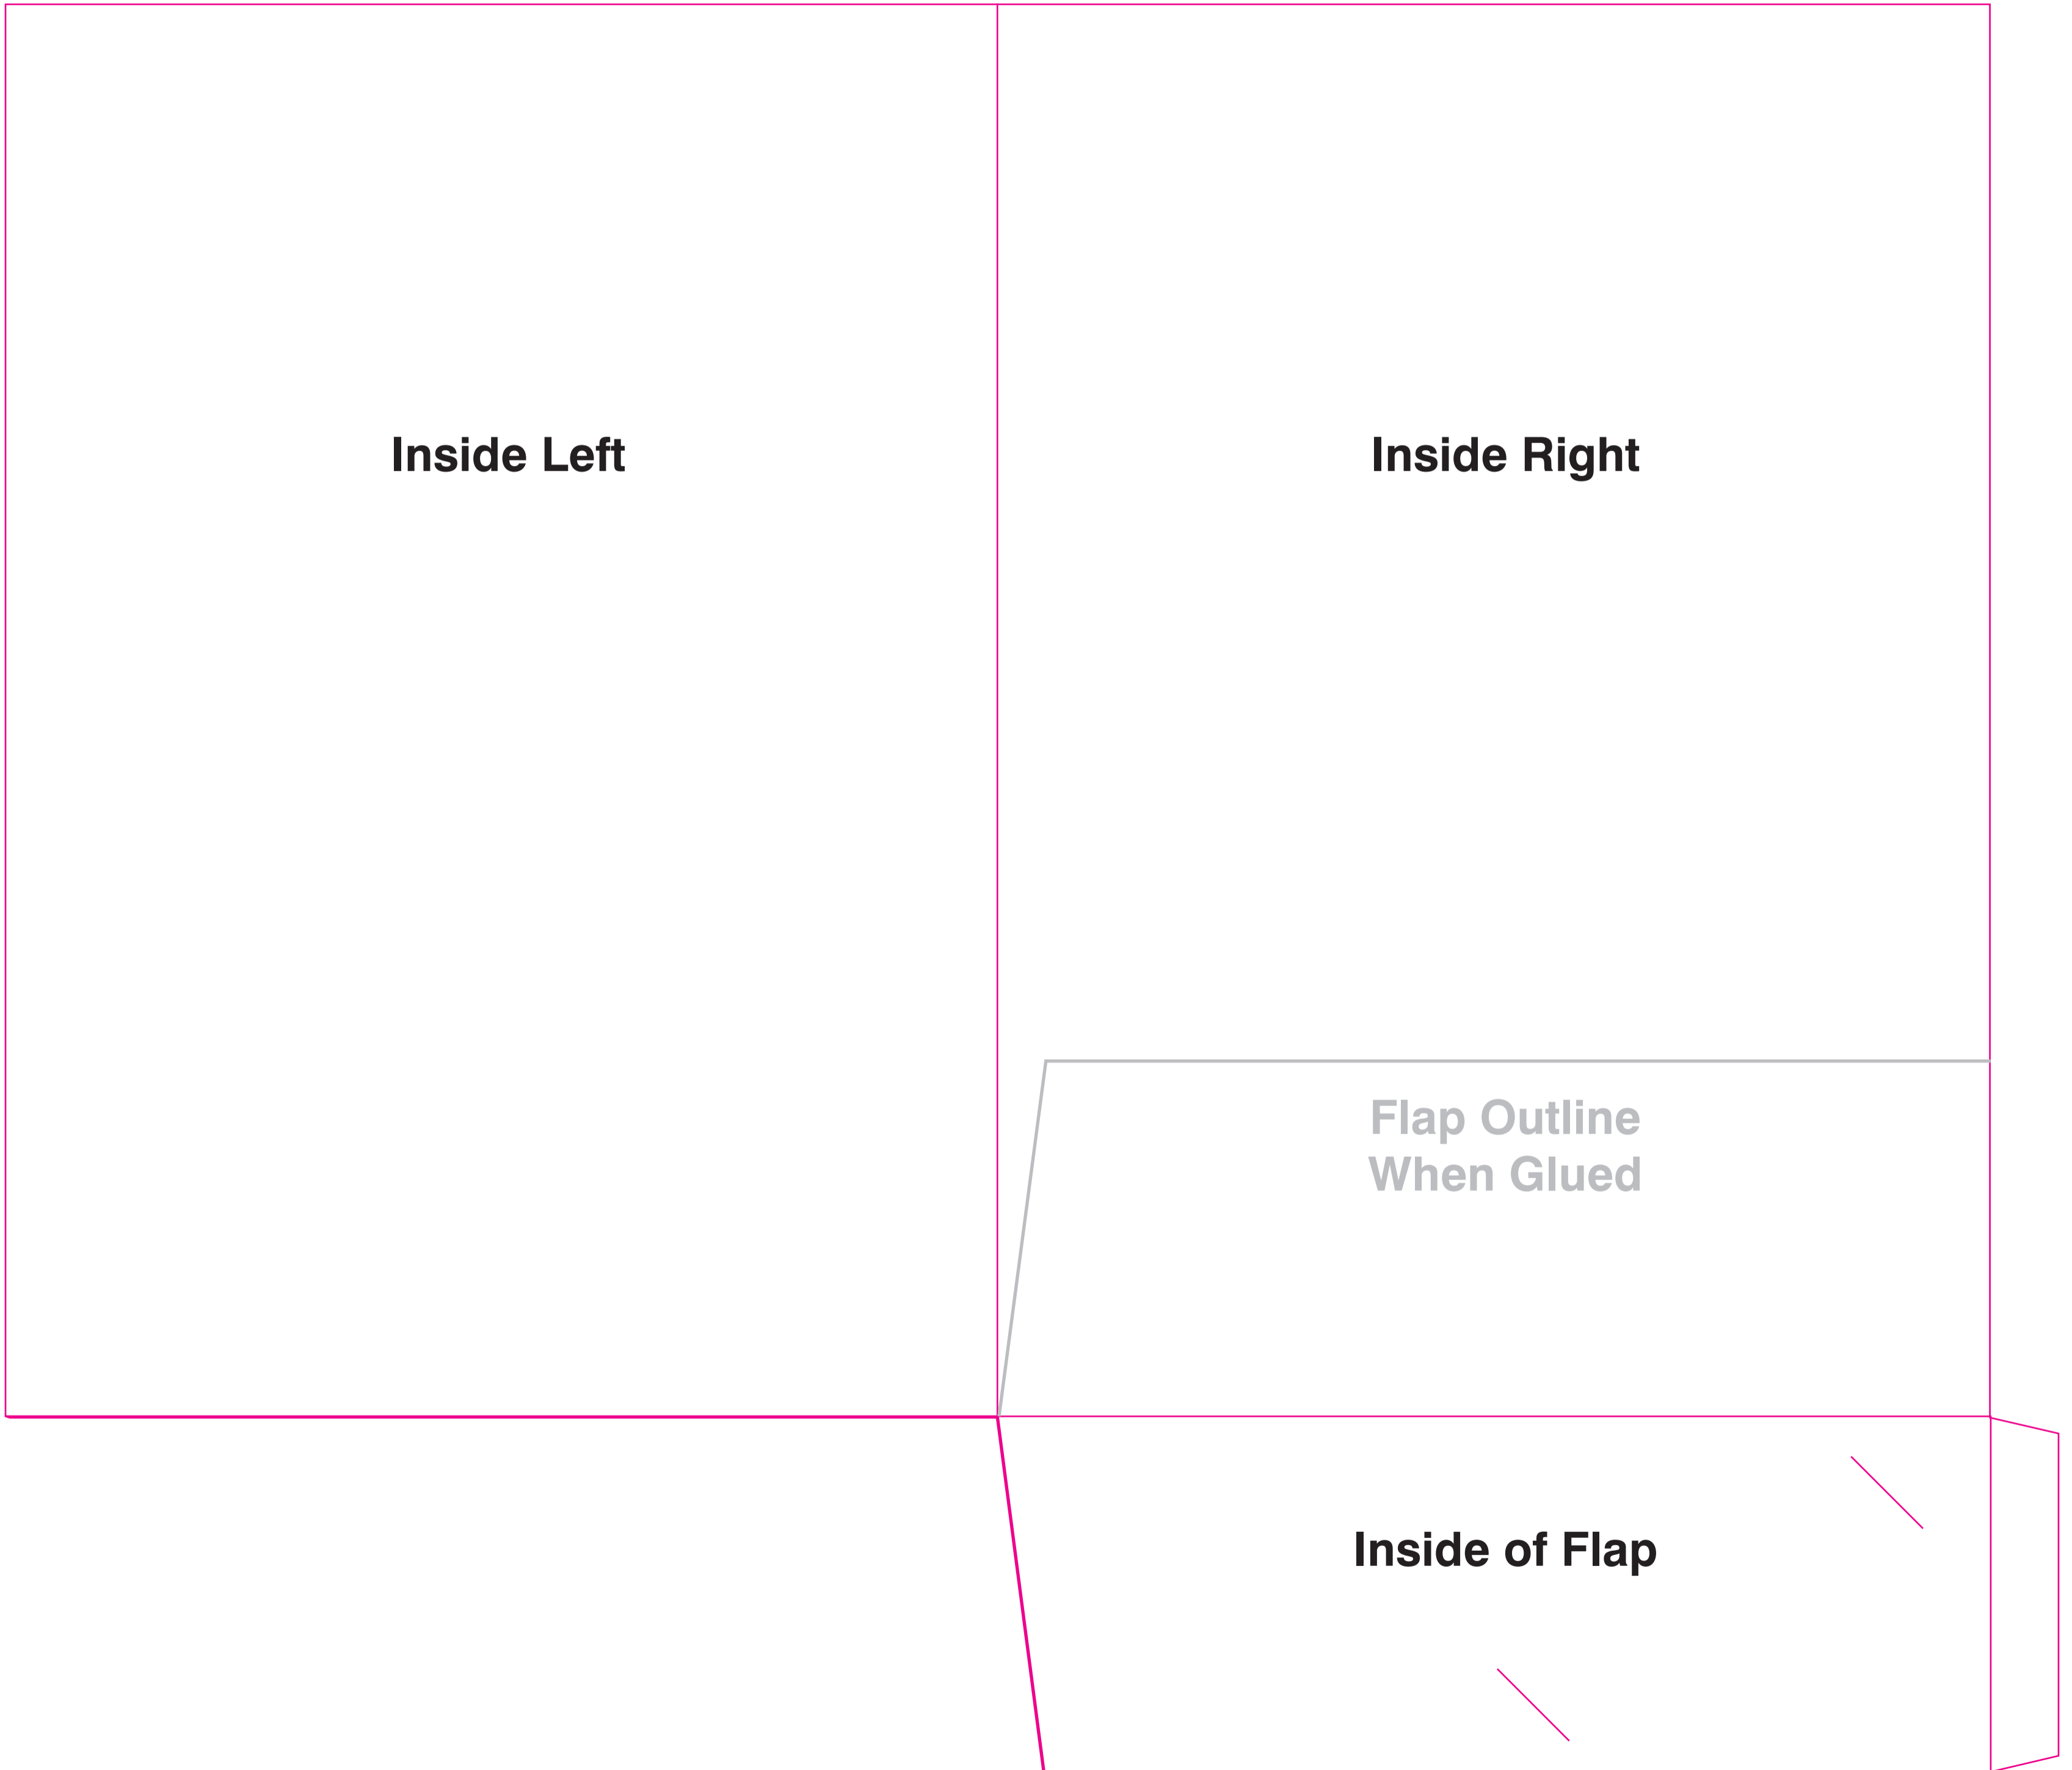 Inside Left
Inside Right
Flap Outline
When Glued
Inside of Flap